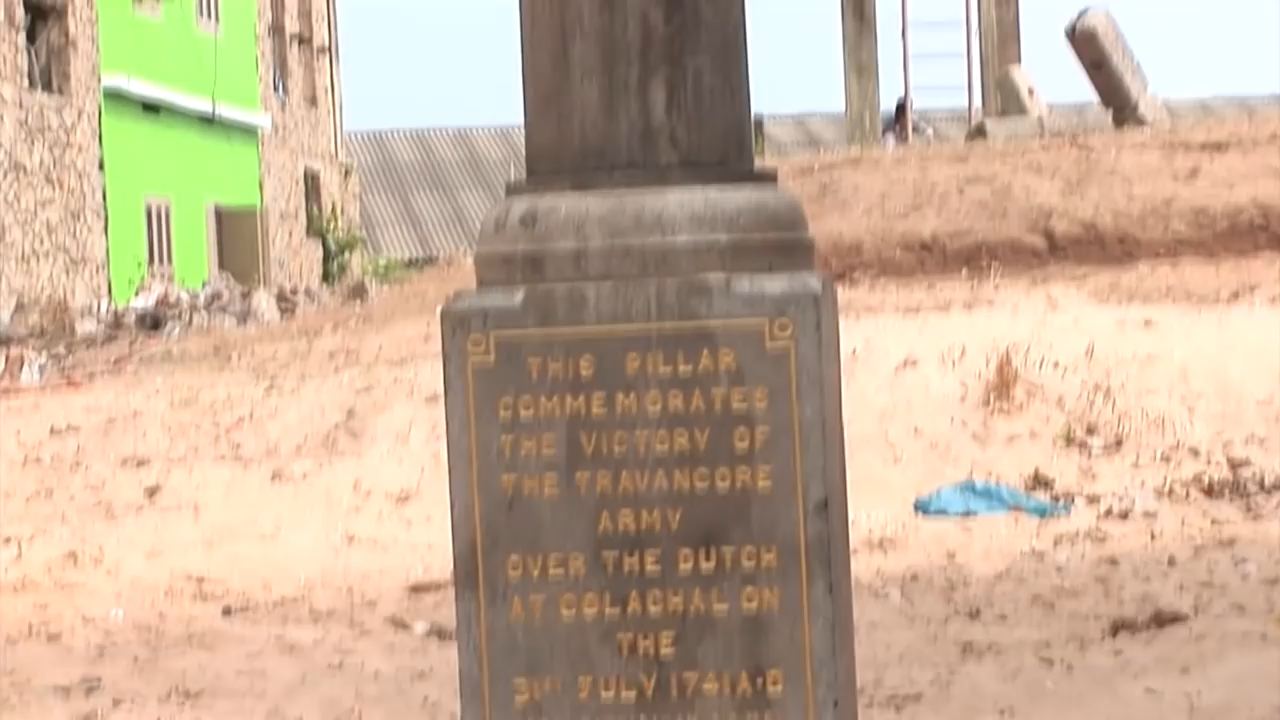 THIS PILLAR
COMMEMORATES
THE VICTORY OF
THE TRAVANCORE
ARMY
OVER THE DUTCH
AT COLACHAL ON
THE
31ST JULY 1741 A.D